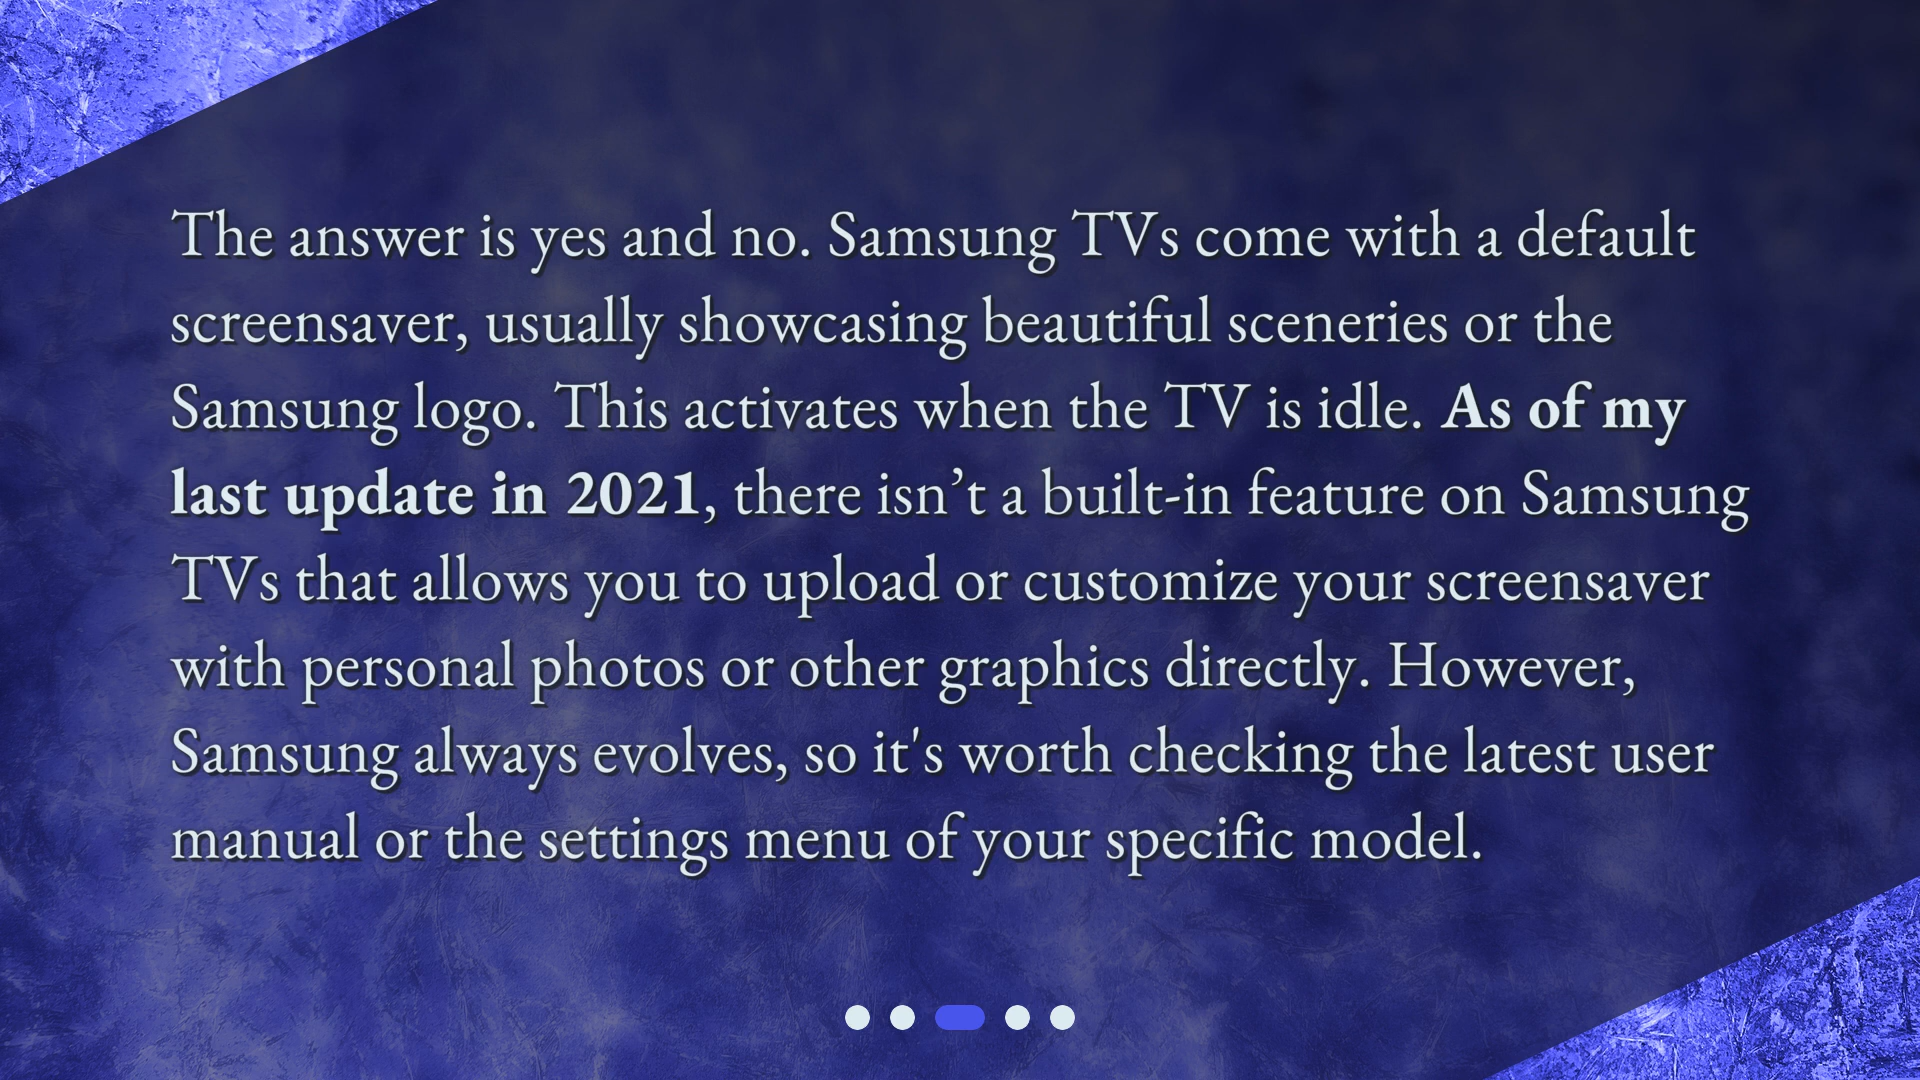 The answer is yes and no. Samsung TVs come with a default
screensaver, usually showcasing beautiful sceneries or the
Samsung logo. This activates when the TV is idle. As of my
last update in 2021, there isn’t a built-in feature on Samsung
TVs that allows you to upload or customize your screensaver
with personal photos or other graphics directly. However,
Samsung always evolves, so it's worth checking the latest user
manual or the settings menu of your specific model.